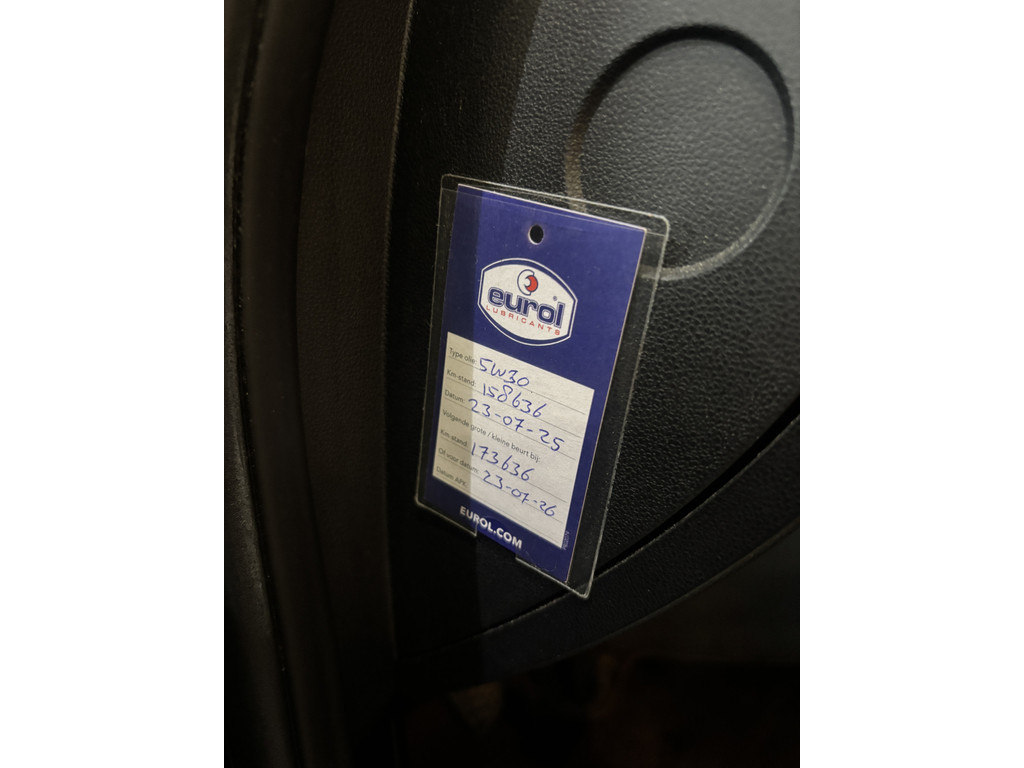 eurol
LUBRICANTS
Type olie: 5W30
Km-stand: 158636
Datum: 23-07-25
Volgende grote / kleine beurt bij:
Km-stand: 173636
Of vóór datum: 23-07-26
Datum APK:
EUROL.COM